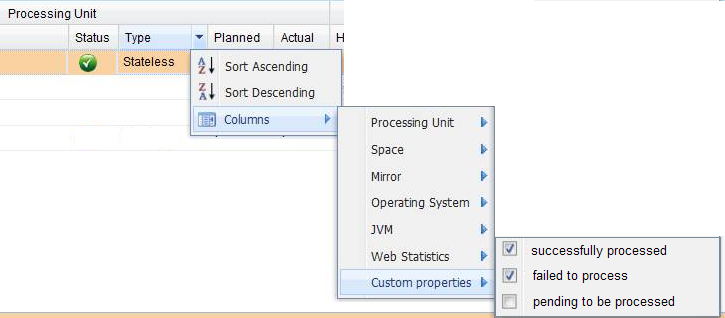 Processing Unit
Status Type Planned Actual H
Stateless
Sort Ascending
Sort Descending
Columns
Processing Unit
Space
Mirror
Operating System
JVM
Web Statistics
Custom properties
successfully processed
failed to process
pending to be processed